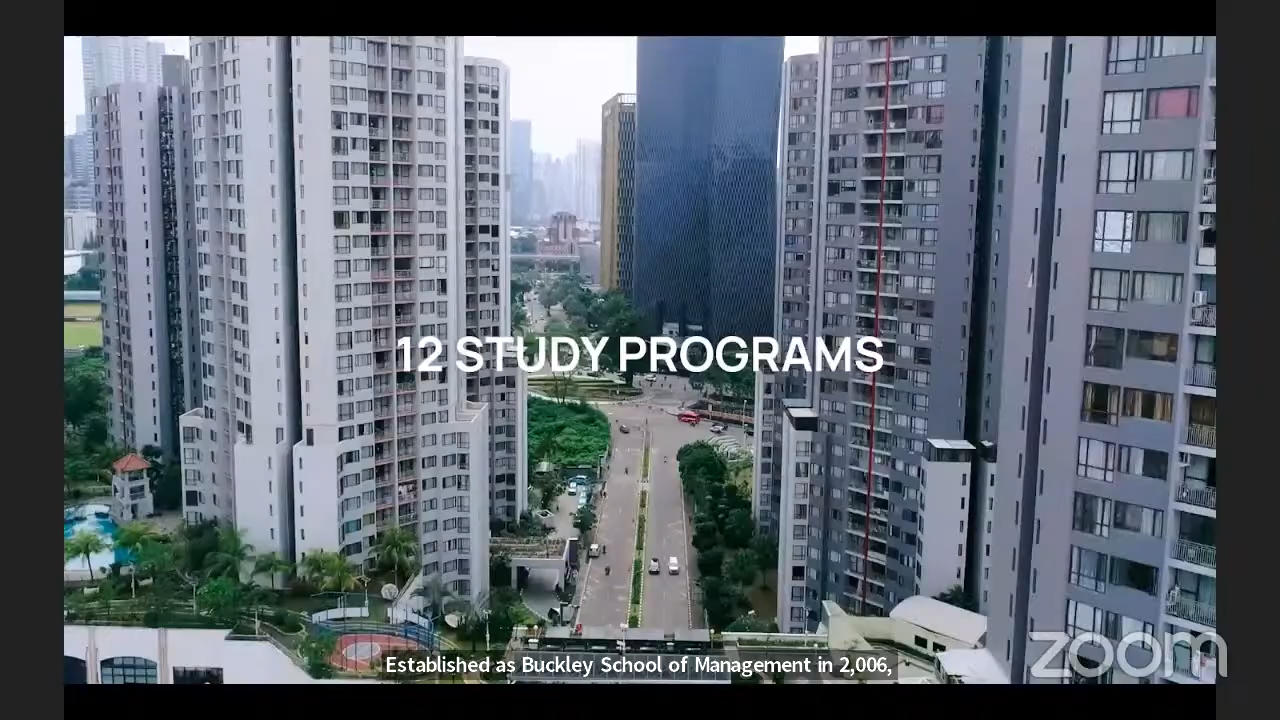 12 STUDY PROGRAMS
Established as Buckley School of Management in 2,006,
zoom